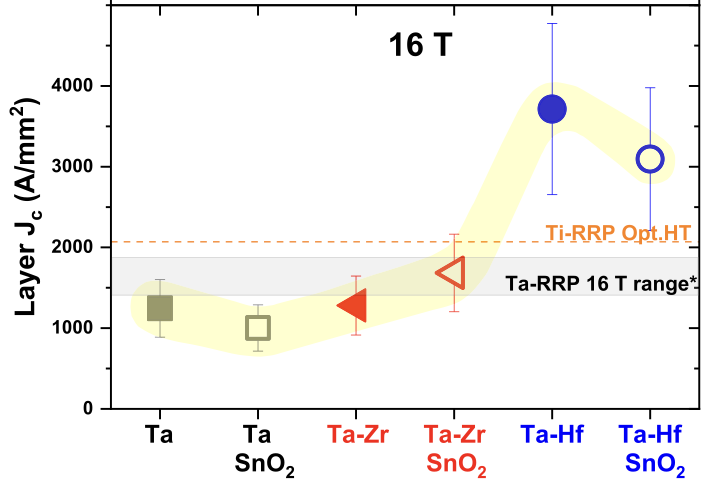 16 T
Layer J_c (A/mm²)
4000
3000
2000
1000
0
Ti-RRP Opt.HT
Ta-RRP 16 T range*
Ta
Ta
SnO₂
Ta-Zr
Ta-Zr
SnO₂
Ta-Hf
Ta-Hf
SnO₂